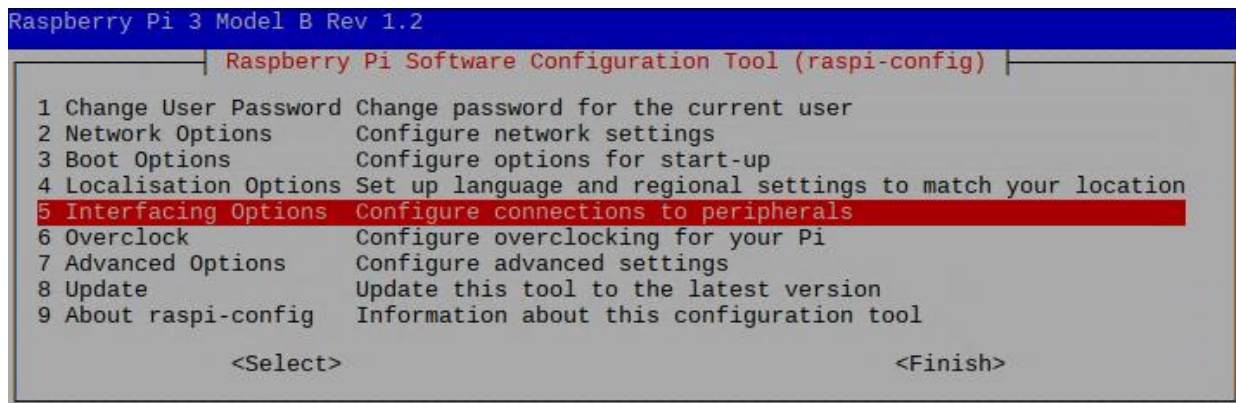 Raspberry Pi 3 Model B Rev 1.2
Raspberry Pi Software Configuration Tool (raspi-config)
1 Change User Password Change password for the current user
2 Network Options Configure network settings
3 Boot Options Configure options for start-up
4 Localisation Options Set up language and regional settings to match your location
5 Interfacing Options Configure connections to peripherals
6 Overclock Configure overclocking for your Pi
7 Advanced Options Configure advanced settings
8 Update Update this tool to the latest version
9 About raspi-config Information about this configuration tool
<Select> <Finish>